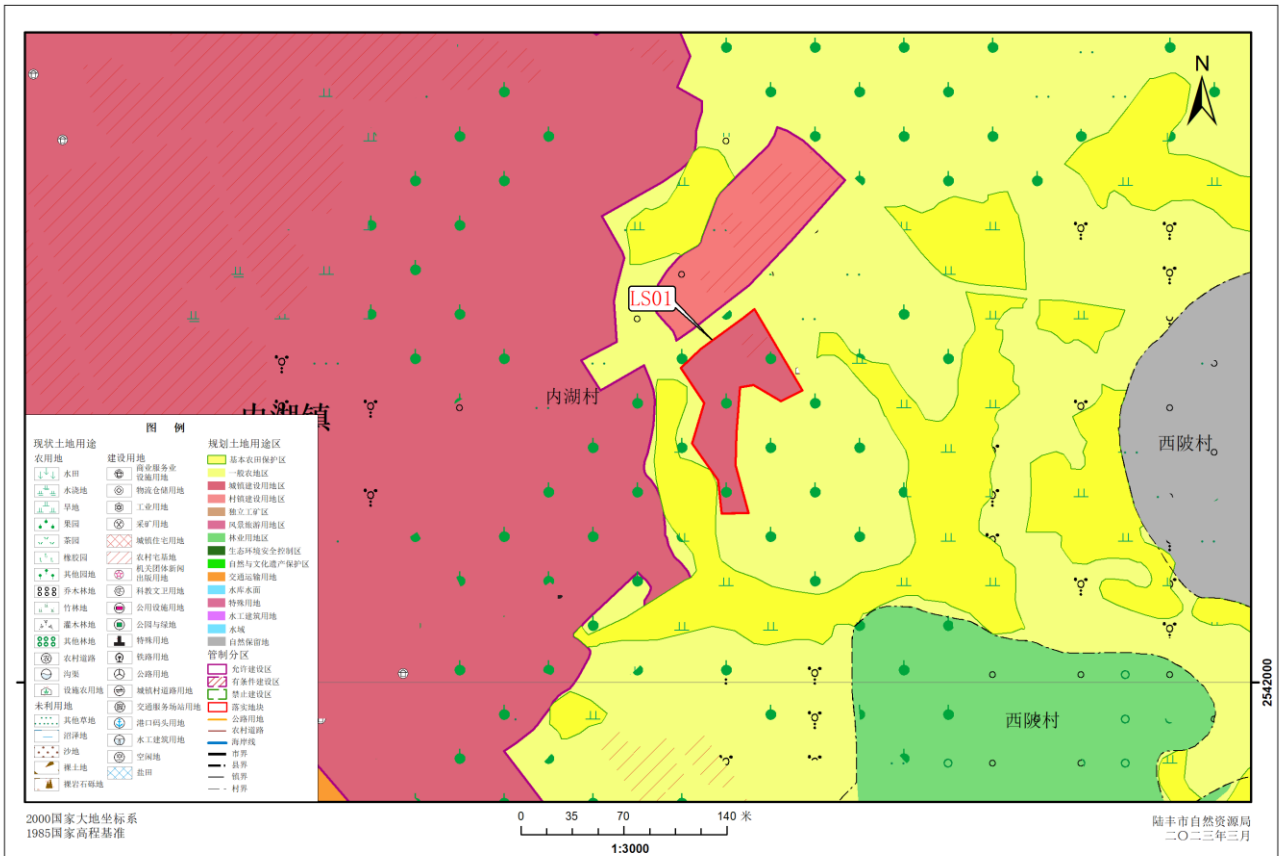 N
LS01
内湖村
内湖镇
西陂村
西陂村
2542000
图 例
现状土地用途
农用地
水田
水浇地
旱地
果园
茶园
橡胶园
其他园地
乔木林地
竹林地
灌木林地
其他林地
农村道路
沟渠
设施农用地
未利用地
其他草地
沼泽地
沙地
裸土地
裸岩石砾地
建设用地
商业服务业
设施用地
物流仓储用地
工业用地
采矿用地
城镇住宅用地
农村宅基地
机关团体新闻
出版用地
科教文卫用地
公用设施用地
公园与绿地
特殊用地
铁路用地
公路用地
城镇村道路用地
交通服务场站用地
港口码头用地
水工建筑用地
空闲地
盐田
规划土地用途区
基本农田保护区
一般农地区
城镇建设用地区
村镇建设用地区
独立工矿区
风景旅游用地区
林业用地区
生态环境安全控制区
自然与文化遗产保护区
交通运输用地
水库水面
特殊用地
水工建筑用地
水域
自然保留地
管制分区
允许建设区
有条件建设区
禁止建设区
落实地块
公路用地
农村道路
海岸线
市界
县界
镇界
村界
2000国家大地坐标系
1985国家高程基准
0 35 70 140 米
1:3000
陆丰市自然资源局
二〇二三年三月